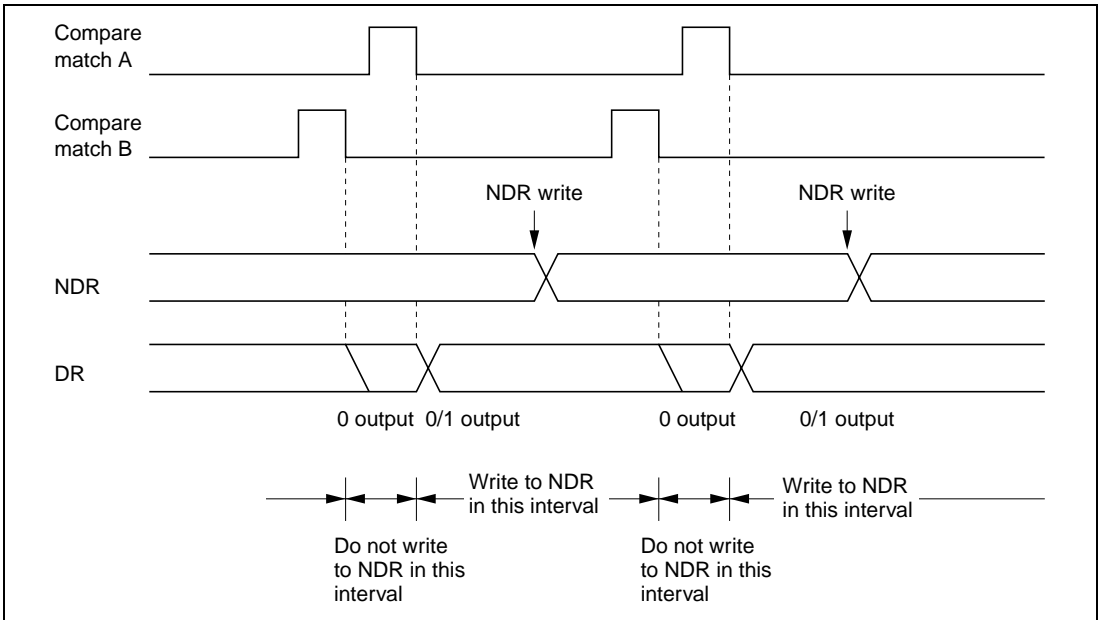 Compare
match A
Compare
match B
NDR write
NDR write
NDR
DR
0 output 0/1 output
0 output
0/1 output
Write to NDR
in this interval
Write to NDR
in this interval
Do not write
to NDR in this
interval
Do not write
to NDR in this
interval